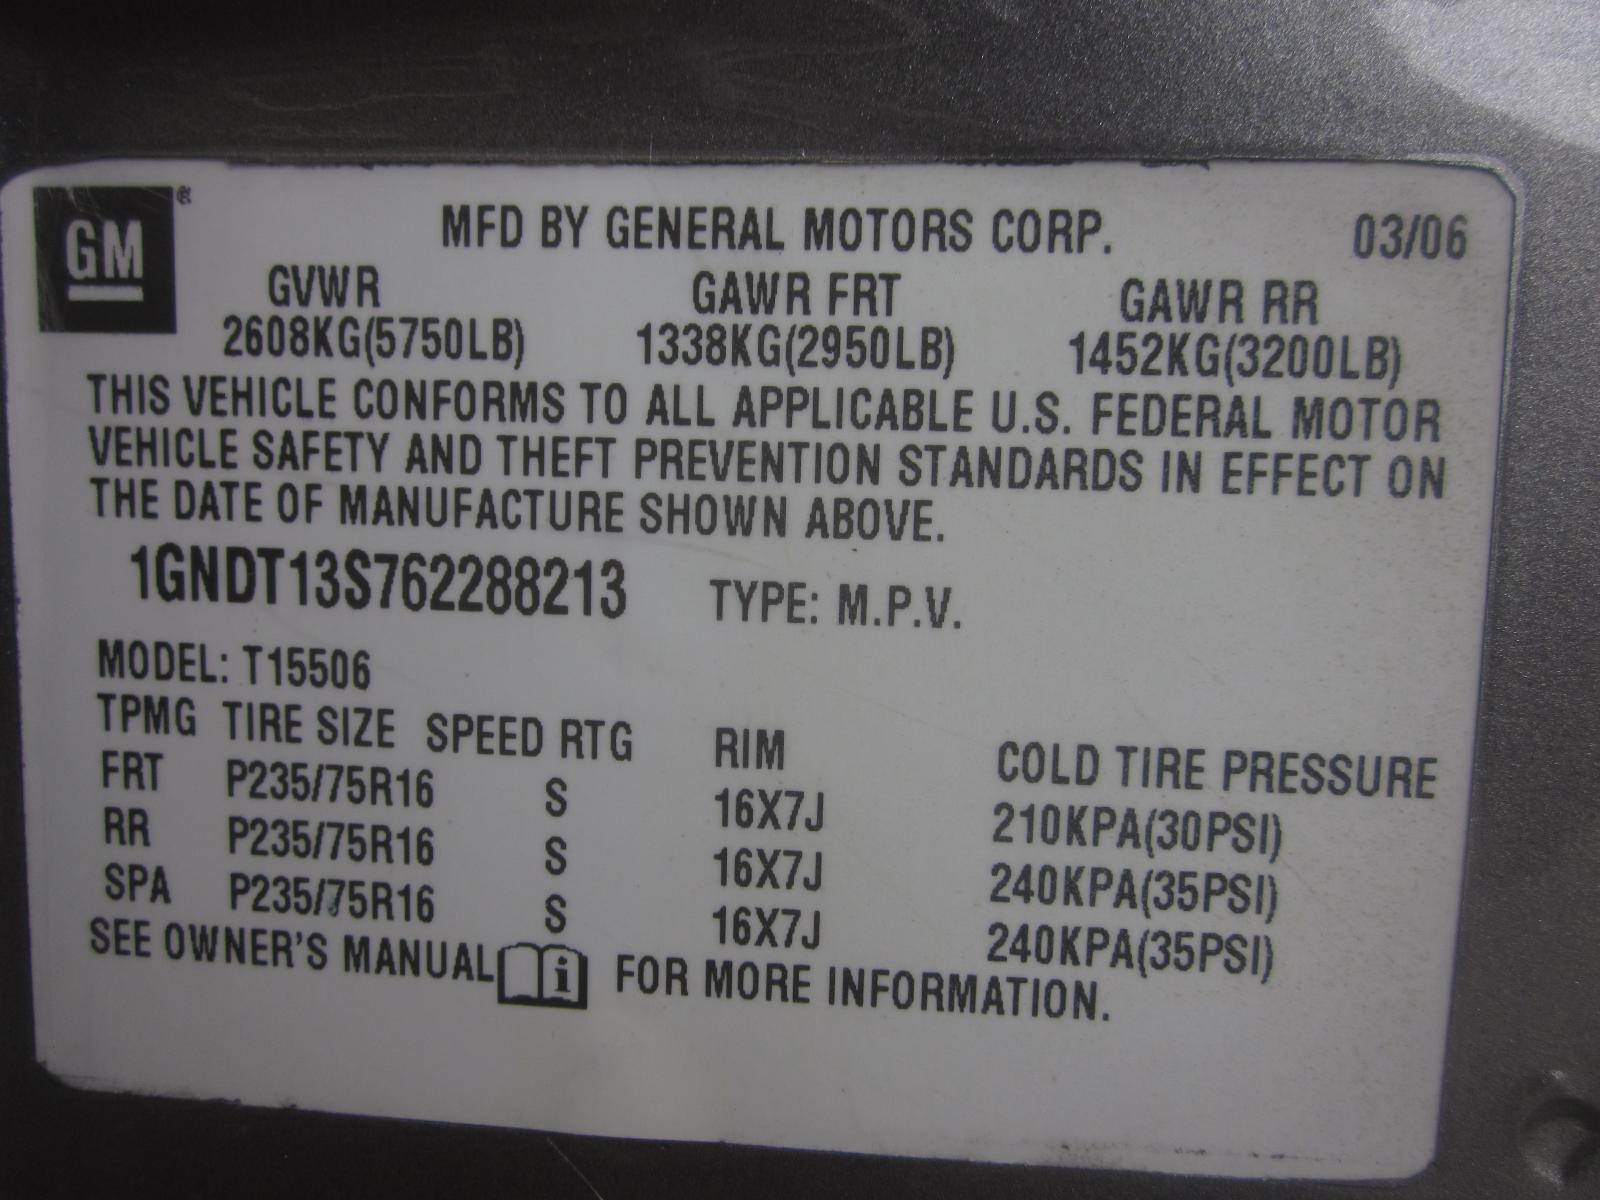 GM®
MFD BY GENERAL MOTORS CORP. 03/06
GVWR GAWR FRT GAWR RR
2608KG(5750LB) 1338KG(2950LB) 1452KG(3200LB)
THIS VEHICLE CONFORMS TO ALL APPLICABLE U.S. FEDERAL MOTOR
VEHICLE SAFETY AND THEFT PREVENTION STANDARDS IN EFFECT ON
THE DATE OF MANUFACTURE SHOWN ABOVE.
1GNDT13S762288213 TYPE: M.P.V.
MODEL: T15506
TPMG TIRE SIZE SPEED RTG RIM COLD TIRE PRESSURE
FRT P235/75R16 S 16X7J 210KPA(30PSI)
RR P235/75R16 S 16X7J 240KPA(35PSI)
SPA P235/75R16 S 16X7J 240KPA(35PSI)
SEE OWNER'S MANUAL i FOR MORE INFORMATION.